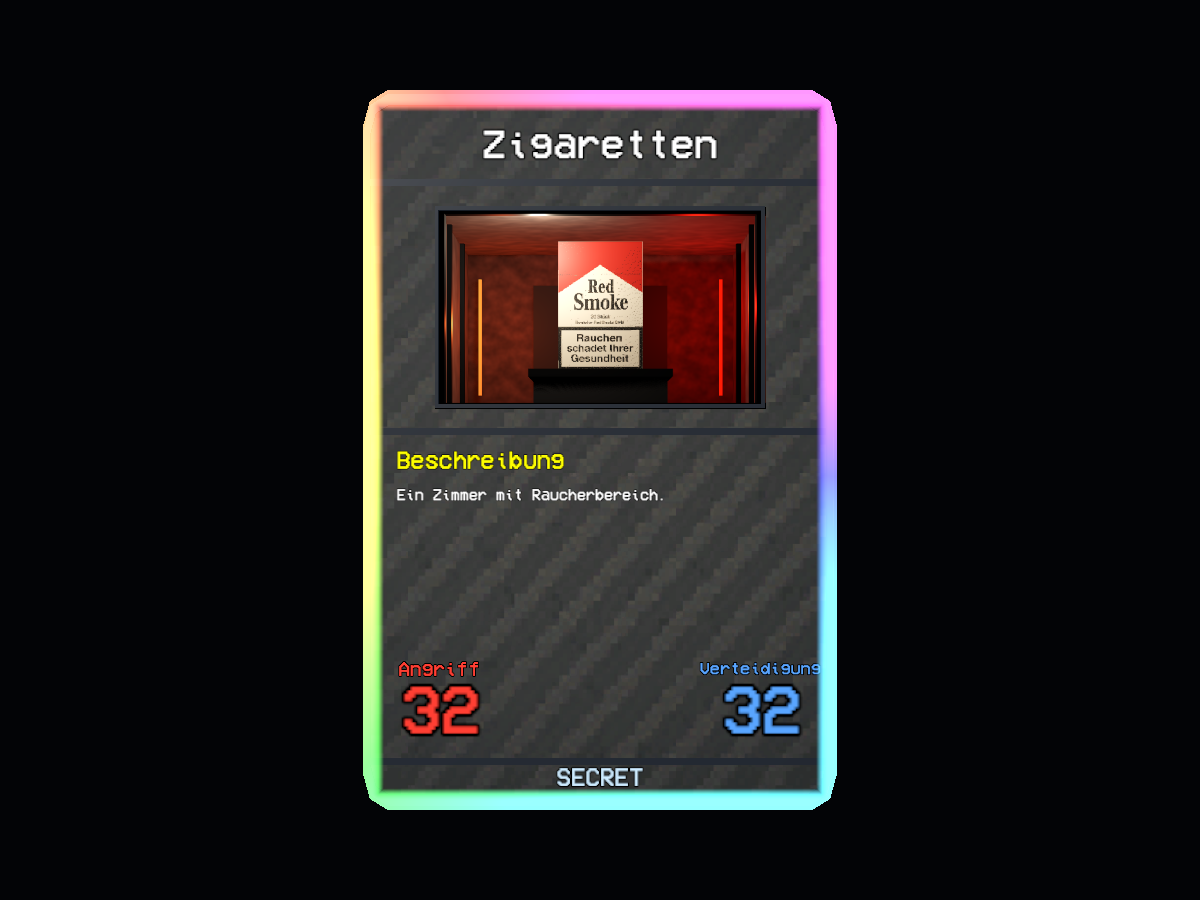 Zigaretten
Red
Smoke
Rauchen
schadet Ihrer
Gesundheit
Beschreibung
Ein Zimmer mit Raucherbereich.
Angriff
Verteidigung
32
32
SECRET